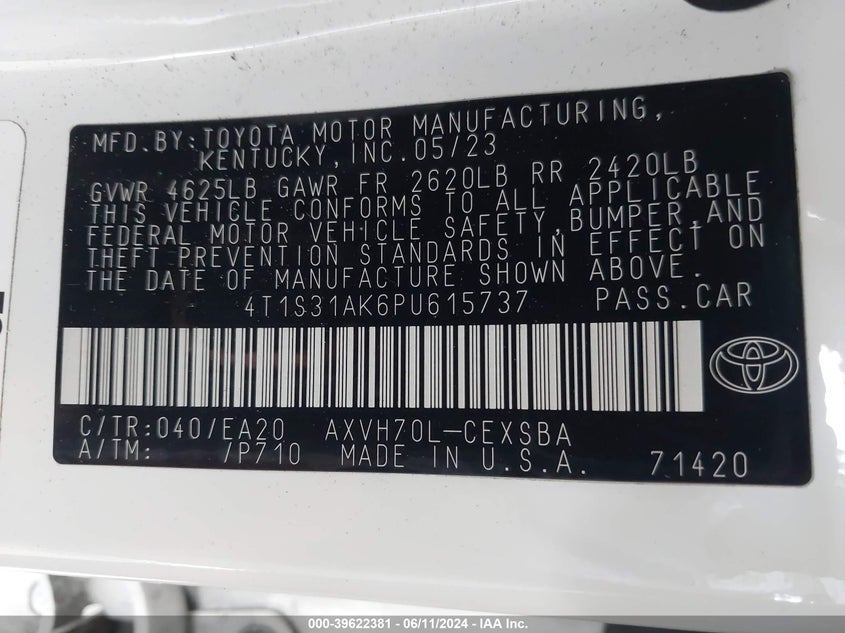 MFD.BY:TOYOTA MOTOR MANUFACTURING,
KENTUCKY,INC.05/23
GVWR 4625LB GAWR FR 2620LB RR 2420LB
THIS VEHICLE CONFORMS TO ALL APPLICABLE
FEDERAL MOTOR VEHICLE SAFETY,BUMPER,AND
THEFT PREVENTION STANDARDS IN EFFECT ON
THE DATE OF MANUFACTURE SHOWN ABOVE.
4T1S31AK6PU615737 PASS.CAR
C/TR:040/EA20 AXVH70L-CEXSBA
A/TM: /P710 MADE IN U.S.A. 71420
000-39622381 - 06/11/2024 - IAA Inc.